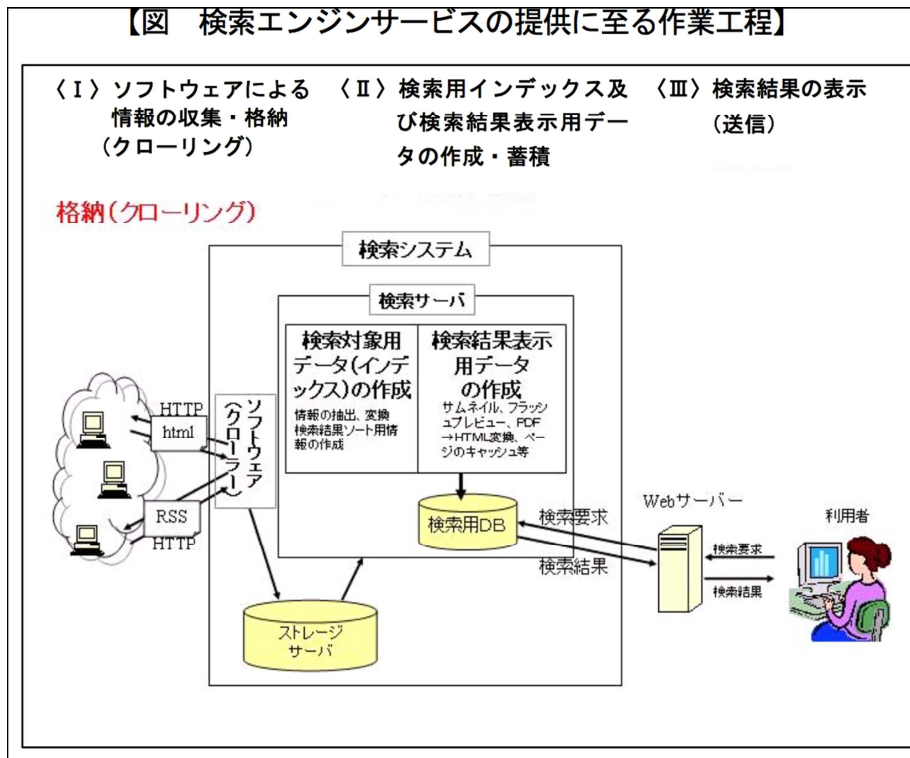 【図　検索エンジンサービスの提供に至る作業工程】
〈Ⅰ〉ソフトウェアによる
情報の収集・格納
（クローリング）
〈Ⅱ〉検索用インデックス及
び検索結果表示用デー
タの作成・蓄積
〈Ⅲ〉検索結果の表示
（送信）
格納（クローリング）
検索システム
検索サーバ
検索対象用
データ（インデ
ックス）の作成
情報の抽出、変換
検索結果ソート用情
報の作成
検索結果表示
用データ
の作成
サムネイル、フラッシ
ュプレビュー、PDF
→HTML変換、ペー
ジのキャッシュ等
HTTP
html
RSS
HTTP
ソフトウェア
（クローラー）
検索用DB
検索要求
検索結果
Webサーバー
検索要求
検索結果
利用者
ストレージ
サーバ